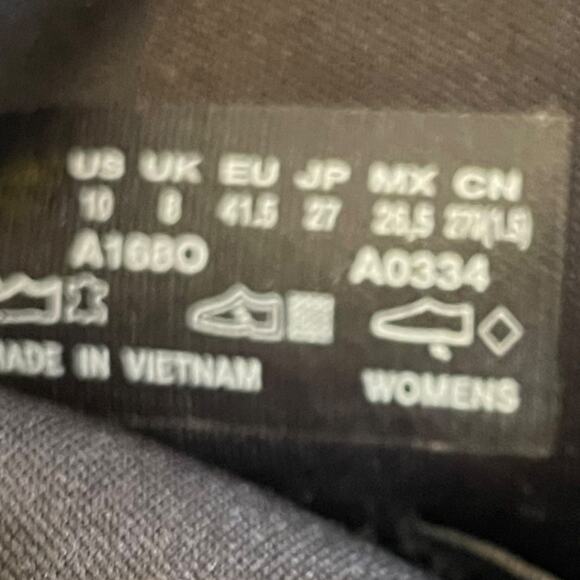 US UK EU JP MX CN
10 8 41.5 27 26,5 270(1.5)
A1680 A0334
MADE IN VIETNAM WOMENS